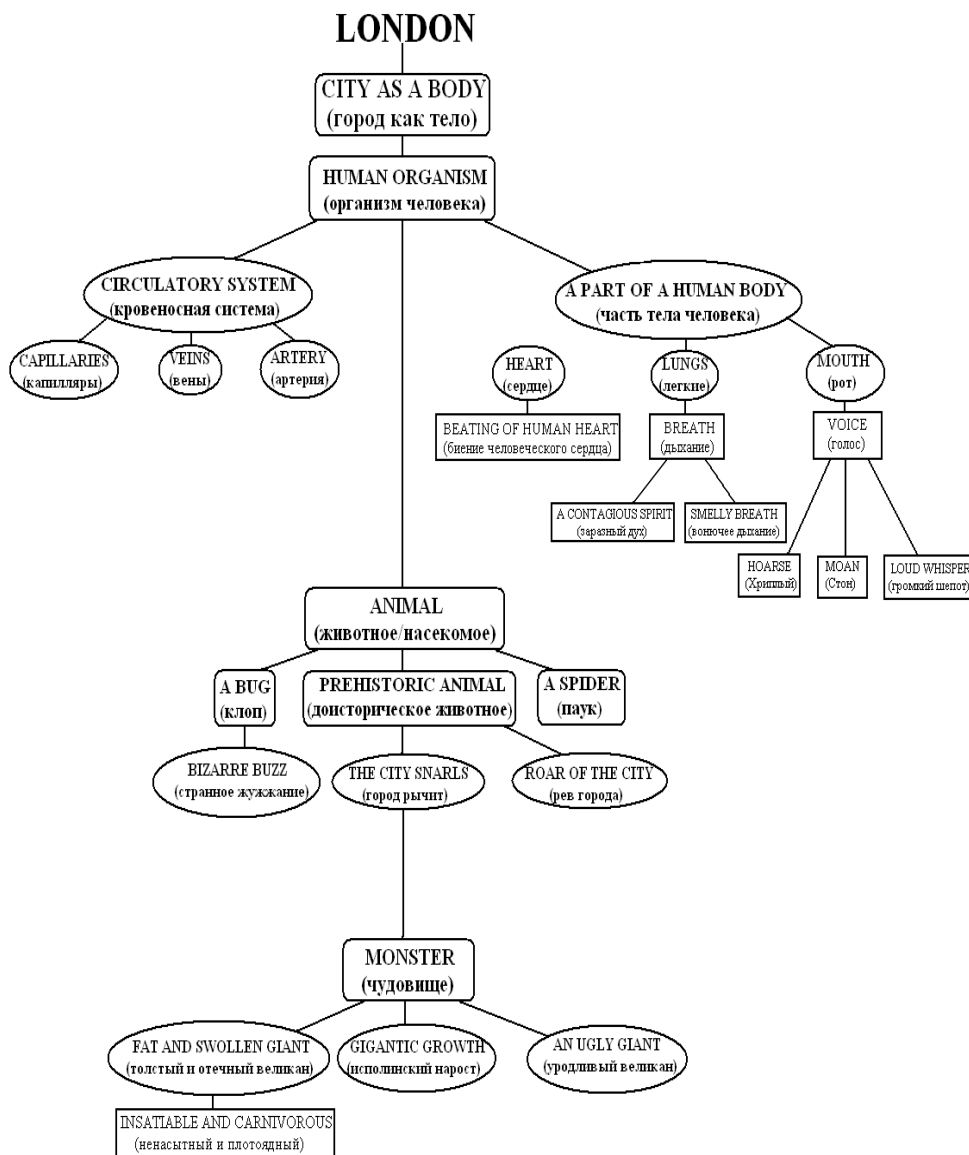 LONDON
CITY AS A BODY
(город как тело)
HUMAN ORGANISM
(организм человека)
CIRCULATORY SYSTEM
(кровеносная система)
A PART OF A HUMAN BODY
(часть тела человека)
CAPILLARIES
(капилляры)
VEINS
(вены)
ARTERY
(артерия)
HEART
(сердце)
LUNGS
(легкие)
MOUTH
(рот)
BEATING OF HUMAN HEART
(биение человеческого сердца)
BREATH
(дыхание)
VOICE
(голос)
A CONTAGIOUS SPIRIT
(заразный дух)
SMELLY BREATH
(вонючее дыхание)
HOARSE
(Хриплый)
MOAN
(Стон)
LOUD WHISPER
(громкий шепот)
ANIMAL
(животное/насекомое)
A BUG
(клоп)
PREHISTORIC ANIMAL
(доисторическое животное)
A SPIDER
(паук)
BIZARRE BUZZ
(странное жужжание)
THE CITY SNARLS
(город рычит)
ROAR OF THE CITY
(рев города)
MONSTER
(чудовище)
FAT AND SWOLLEN GIANT
(толстый и отечный великан)
GIGANTIC GROWTH
(исполинский нарост)
AN UGLY GIANT
(уродливый великан)
INSATIABLE AND CARNIVOROUS
(ненасытный и плотоядный)